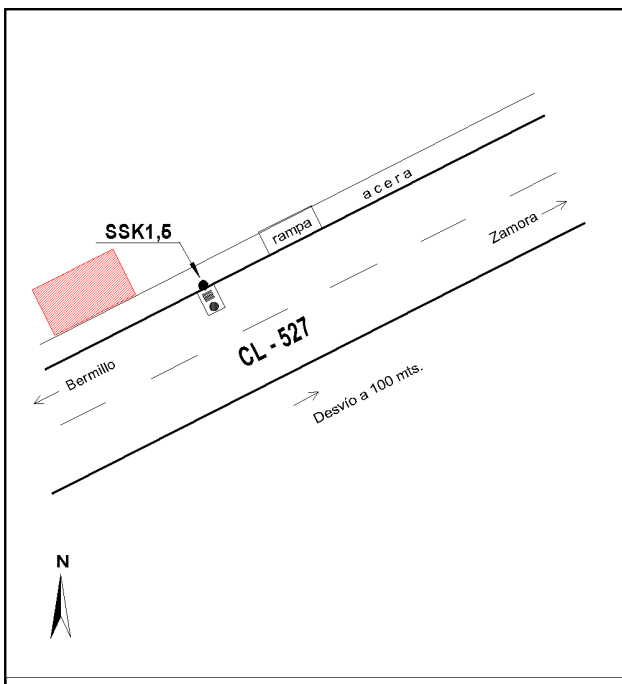 acera
rampa
SSK1,5
Zamora
CL - 527
Bermillo
Desvío a 100 mts.
N